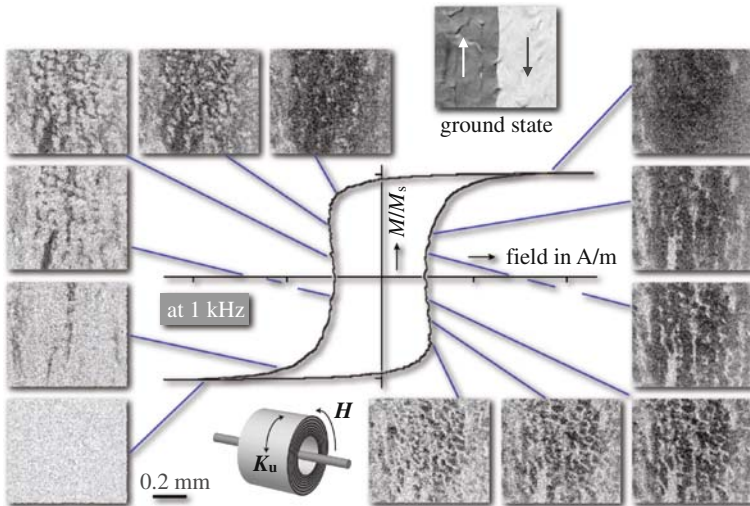 ground state
M/Ms
field in A/m
at 1 kHz
H
Ku
0.2 mm